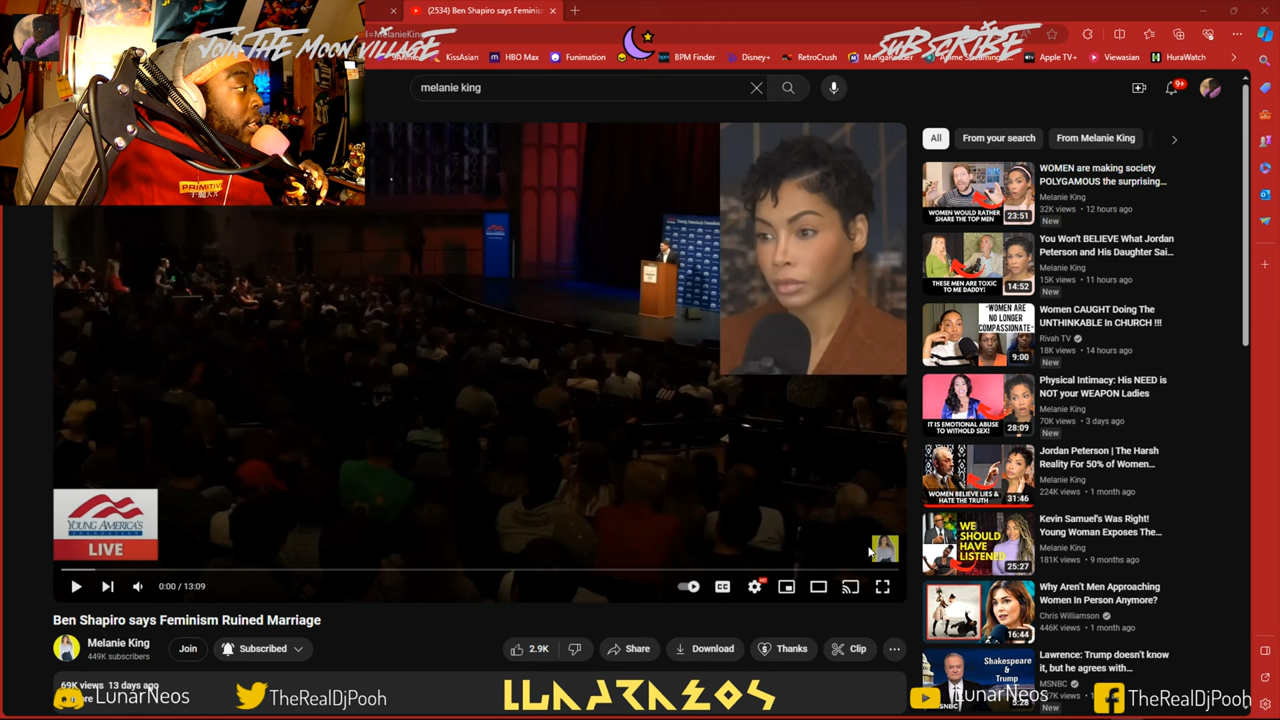 (2534) Ben Shapiro says Feminis
JOIN THE MOON VILLAGE
SUBSCRIBE
KissAsian
HBO Max
Funimation
BPM Finder
Disney+
RetroCrush
Apple TV+
Viewasian
HuraWatch
melanie king
9+
PRIMITIVE
All
From your search
From Melanie King
WOMEN WOULD RATHER
SHARE THE TOP MEN
23:51
WOMEN are making society
POLYGAMOUS the surprising...
Melanie King
32K views • 12 hours ago
New
THESE MEN ARE TOXIC
TO ME DADDY!
14:52
You Won't BELIEVE What Jordan
Peterson and His Daughter Sai...
Melanie King
15K views • 11 hours ago
New
"WOMEN ARE
NO LONGER
COMPASSIONATE"
9:00
Women CAUGHT Doing The
UNTHINKABLE In CHURCH !!!
Rivah TV
18K views • 14 hours ago
New
IT IS EMOTIONAL ABUSE
TO WITHOLD SEX!
28:09
Physical Intimacy: His NEED is
NOT your WEAPON Ladies
Melanie King
70K views • 3 days ago
New
WOMEN BELIEVE LIES &
HATE THE TRUTH
31:46
Jordan Peterson | The Harsh
Reality For 50% of Women...
Melanie King
224K views • 1 month ago
WE
SHOULD
HAVE
LISTENED
25:27
Kevin Samuel's Was Right!
Young Woman Exposes The...
Melanie King
181K views • 9 months ago
16:44
Why Aren't Men Approaching
Women In Person Anymore?
Chris Williamson
446K views • 1 month ago
Shakespeare
& Trump
5:28
Lawrence: Trump doesn't know
it, but he agrees with...
MSNBC
YOUNG AMERICA'S
FOUNDATION
LIVE
0:00 / 13:09
HD
Ben Shapiro says Feminism Ruined Marriage
Melanie King
449K subscribers
Join
Subscribed
2.9K
Share
Download
Thanks
Clip
69K views 13 days ago
LunarNeos
TheRealDjPooh
LUNARNEOS
LunarNeos
TheRealDjPooh